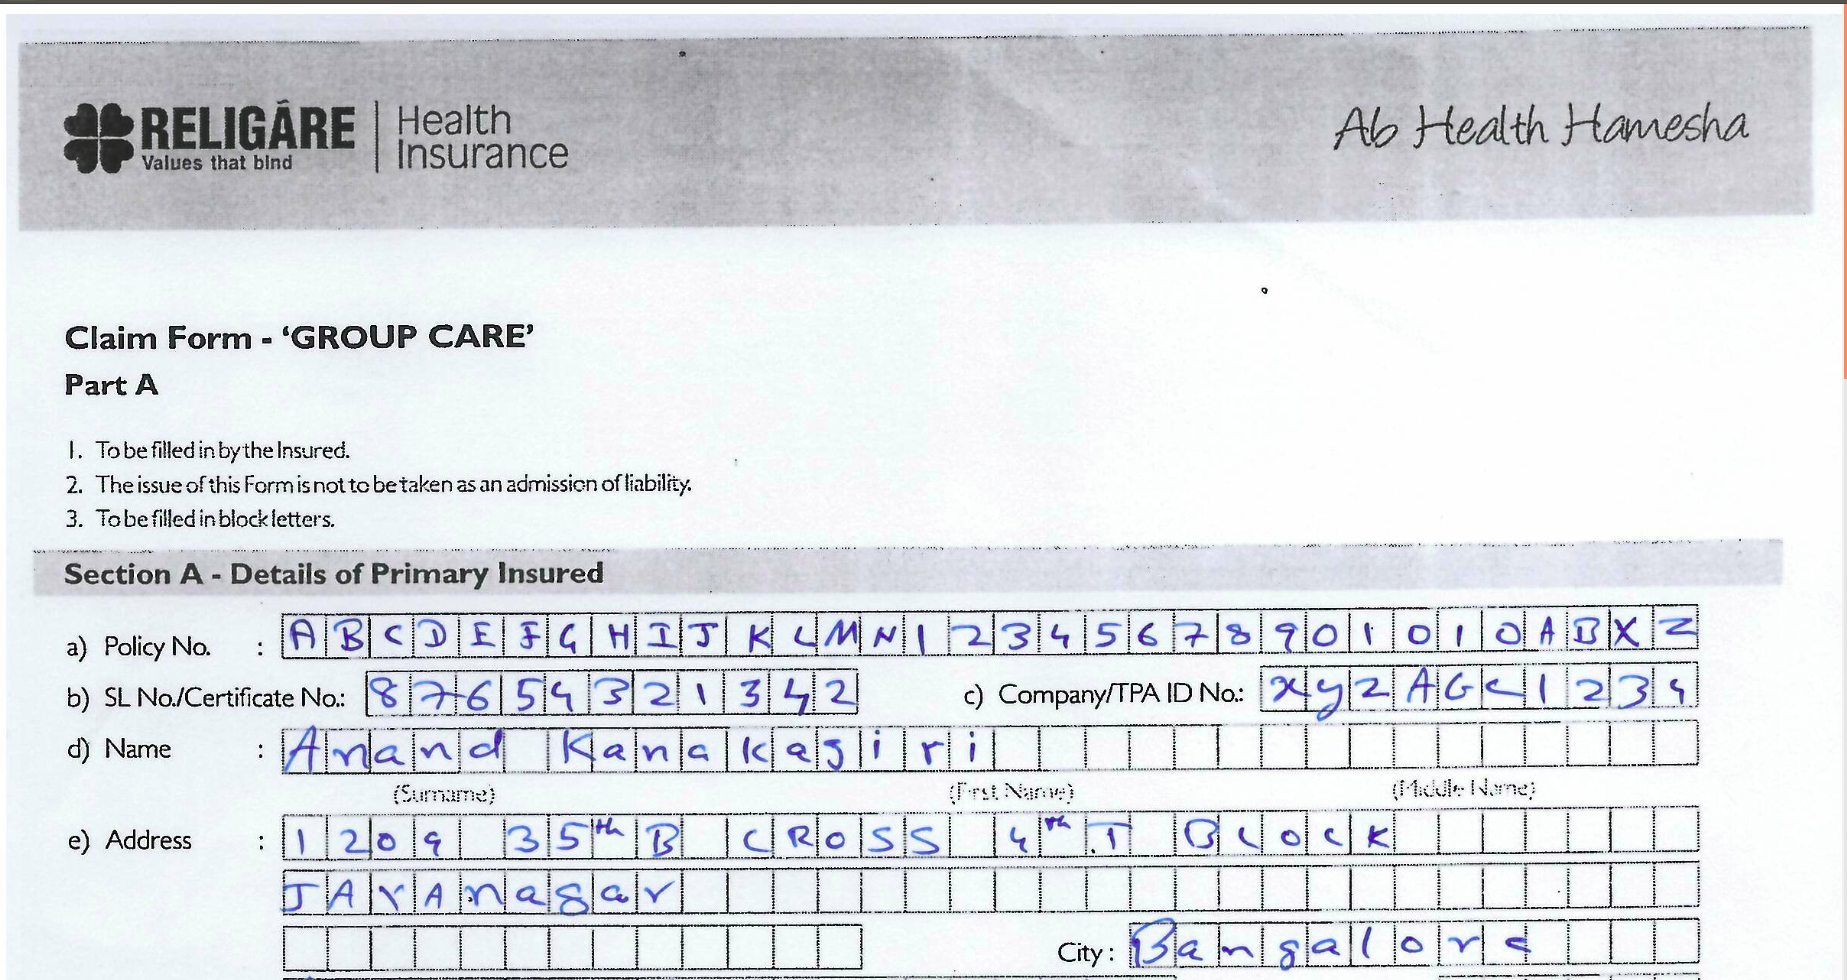 RELIGARE Health Insurance
Values that bind
Ab Health Hamesha
Claim Form - ‘GROUP CARE’
Part A
1. To be filled in by the Insured.
2. The issue of this Form is not to be taken as an admission of liability.
3. To be filled in block letters.
Section A - Details of Primary Insured
a) Policy No. : ABCDEFGHIJKLMN1234567890101 0ABXZ
b) SL No./Certificate No.: 87654321342 c) Company/TPA ID No.: XYZAGC1234
d) Name : Anand Kanakagiri
(Surname) (First Name) (Middle Name)
e) Address : 1209 35th B CROSS 4th T BLOCK
JAYAnagar
City : Bangalore